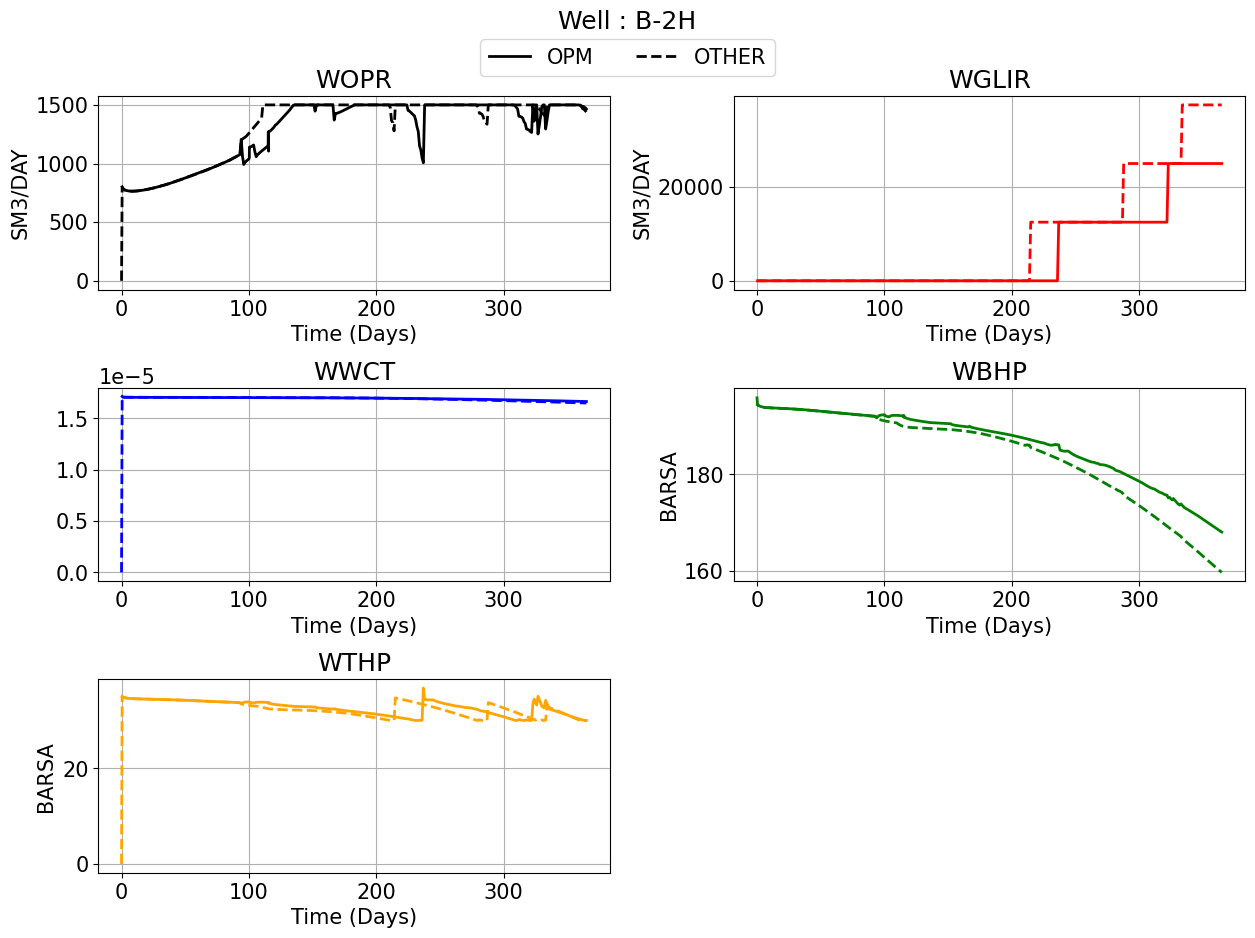 Well : B-2H
OPM OTHER
WOPR
1500
1000
500
0
SM3/DAY
0 100 200 300
Time (Days)
WGLIR
20000
0
SM3/DAY
0 100 200 300
Time (Days)
WWCT
1e−5
1.5
1.0
0.5
0.0
0 100 200 300
Time (Days)
WBHP
180
160
BARSA
0 100 200 300
Time (Days)
WTHP
20
0
BARSA
0 100 200 300
Time (Days)